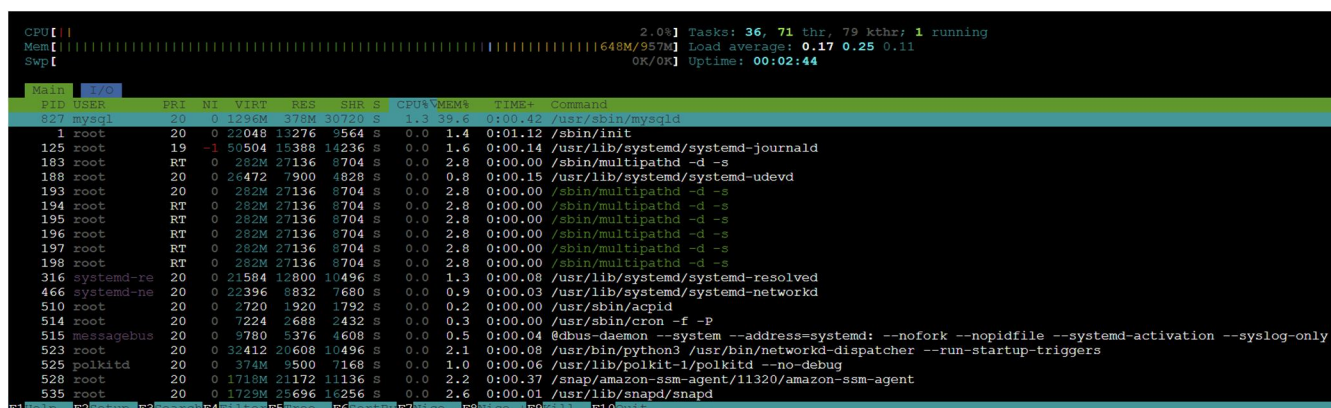 CPU[|| 2.0%] Tasks: 36, 71 thr, 79 kthr; 1 running
Mem[||||||||||||||||||||||||||||||||||||||||||||||||||||||||||||||||||648M/957M] Load average: 0.17 0.25 0.11
Swp[ 0K/0K] Uptime: 00:02:44
Main I/O
PID USER PRI NI VIRT RES SHR S CPU%▽MEM% TIME+ Command
827 mysql 20 0 1296M 378M 30720 S 1.3 39.6 0:00.42 /usr/sbin/mysqld
1 root 20 0 22048 13276 9564 S 0.0 1.4 0:01.12 /sbin/init
125 root 19 -1 50504 15388 14236 S 0.0 1.6 0:00.14 /usr/lib/systemd/systemd-journald
183 root RT 0 282M 27136 8704 S 0.0 2.8 0:00.00 /sbin/multipathd -d -s
188 root 20 0 26472 7900 4828 S 0.0 0.8 0:00.15 /usr/lib/systemd/systemd-udevd
193 root 20 0 282M 27136 8704 S 0.0 2.8 0:00.00 /sbin/multipathd -d -s
194 root RT 0 282M 27136 8704 S 0.0 2.8 0:00.00 /sbin/multipathd -d -s
195 root RT 0 282M 27136 8704 S 0.0 2.8 0:00.00 /sbin/multipathd -d -s
196 root RT 0 282M 27136 8704 S 0.0 2.8 0:00.00 /sbin/multipathd -d -s
197 root RT 0 282M 27136 8704 S 0.0 2.8 0:00.00 /sbin/multipathd -d -s
198 root RT 0 282M 27136 8704 S 0.0 2.8 0:00.00 /sbin/multipathd -d -s
316 systemd-re 20 0 21584 12800 10496 S 0.0 1.3 0:00.08 /usr/lib/systemd/systemd-resolved
466 systemd-ne 20 0 22396 8832 7680 S 0.0 0.9 0:00.03 /usr/lib/systemd/systemd-networkd
510 root 20 0 2720 1920 1792 S 0.0 0.2 0:00.00 /usr/sbin/acpid
514 root 20 0 7224 2688 2432 S 0.0 0.3 0:00.00 /usr/sbin/cron -f -P
515 messagebus 20 0 9780 5376 4608 S 0.0 0.5 0:00.04 @dbus-daemon --system --address=systemd: --nofork --nopidfile --systemd-activation --syslog-only
523 root 20 0 32412 20608 10496 S 0.0 2.1 0:00.08 /usr/bin/python3 /usr/bin/networkd-dispatcher --run-startup-triggers
525 polkitd 20 0 374M 9500 7168 S 0.0 1.0 0:00.06 /usr/lib/polkit-1/polkitd --no-debug
528 root 20 0 1718M 21172 11136 S 0.0 2.2 0:00.37 /snap/amazon-ssm-agent/11320/amazon-ssm-agent
535 root 20 0 1729M 25696 16256 S 0.0 2.6 0:00.01 /usr/lib/snapd/snapd